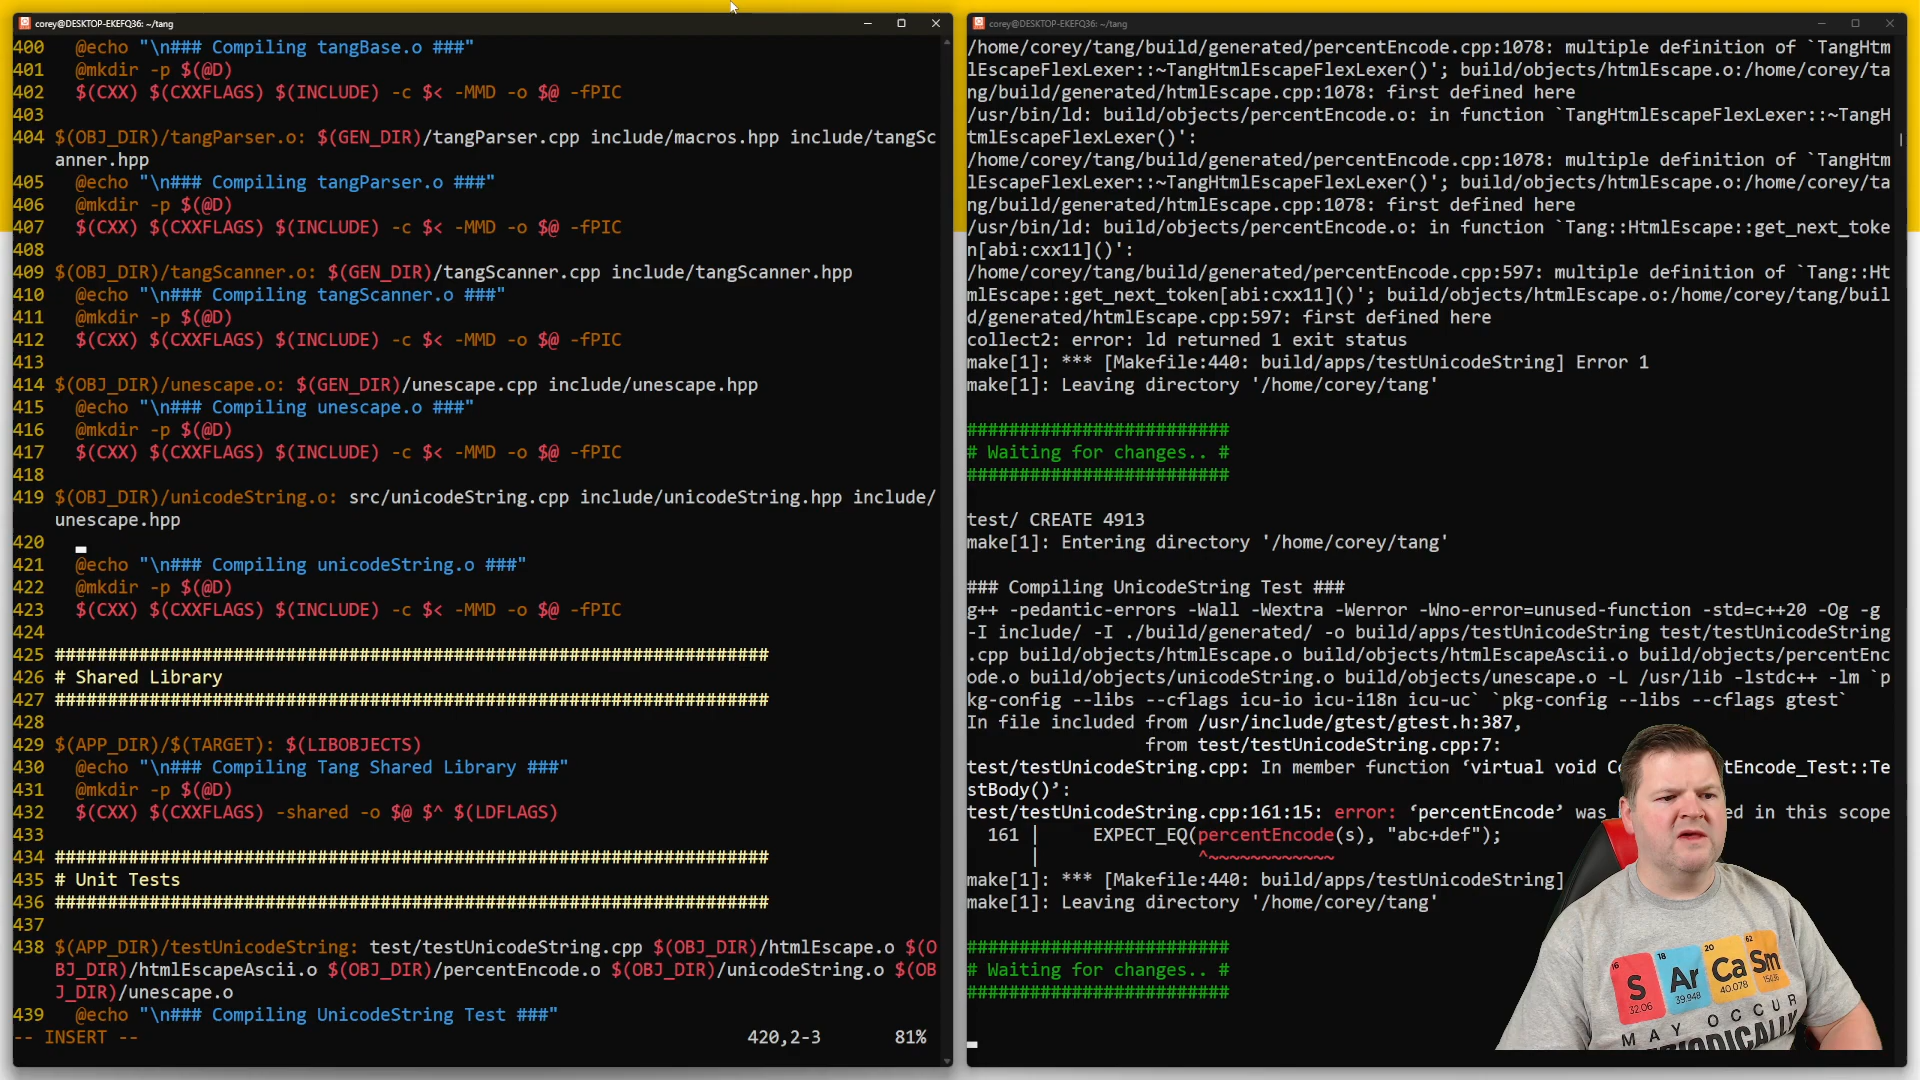 corey@DESKTOP-EKEFQ36: ~/tang
400 @echo "\n### Compiling tangBase.o ###"
401 @mkdir -p $(@D)
402 $(CXX) $(CXXFLAGS) $(INCLUDE) -c $< -MMD -o $@ -fPIC
403
404 $(OBJ_DIR)/tangParser.o: $(GEN_DIR)/tangParser.cpp include/macros.hpp include/tangSc
anner.hpp
405 @echo "\n### Compiling tangParser.o ###"
406 @mkdir -p $(@D)
407 $(CXX) $(CXXFLAGS) $(INCLUDE) -c $< -MMD -o $@ -fPIC
408
409 $(OBJ_DIR)/tangScanner.o: $(GEN_DIR)/tangScanner.cpp include/tangScanner.hpp
410 @echo "\n### Compiling tangScanner.o ###"
411 @mkdir -p $(@D)
412 $(CXX) $(CXXFLAGS) $(INCLUDE) -c $< -MMD -o $@ -fPIC
413
414 $(OBJ_DIR)/unescape.o: $(GEN_DIR)/unescape.cpp include/unescape.hpp
415 @echo "\n### Compiling unescape.o ###"
416 @mkdir -p $(@D)
417 $(CXX) $(CXXFLAGS) $(INCLUDE) -c $< -MMD -o $@ -fPIC
418
419 $(OBJ_DIR)/unicodeString.o: src/unicodeString.cpp include/unicodeString.hpp include/
unescape.hpp
420
421 @echo "\n### Compiling unicodeString.o ###"
422 @mkdir -p $(@D)
423 $(CXX) $(CXXFLAGS) $(INCLUDE) -c $< -MMD -o $@ -fPIC
424
425 ####################################################################
426 # Shared Library
427 ####################################################################
428
429 $(APP_DIR)/$(TARGET): $(LIBOBJECTS)
430 @echo "\n### Compiling Tang Shared Library ###"
431 @mkdir -p $(@D)
432 $(CXX) $(CXXFLAGS) -shared -o $@ $^ $(LDFLAGS)
433
434 ####################################################################
435 # Unit Tests
436 ####################################################################
437
438 $(APP_DIR)/testUnicodeString: test/testUnicodeString.cpp $(OBJ_DIR)/htmlEscape.o $(O
BJ_DIR)/htmlEscapeAscii.o $(OBJ_DIR)/percentEncode.o $(OBJ_DIR)/unicodeString.o $(OB
J_DIR)/unescape.o
439 @echo "\n### Compiling UnicodeString Test ###"
-- INSERT -- 420,2-3 81%
corey@DESKTOP-EKEFQ36: ~/tang
/home/corey/tang/build/generated/percentEncode.cpp:1078: multiple definition of `TangHtm
lEscapeFlexLexer::~TangHtmlEscapeFlexLexer()'; build/objects/htmlEscape.o:/home/corey/ta
ng/build/generated/htmlEscape.cpp:1078: first defined here
/usr/bin/ld: build/objects/percentEncode.o: in function `TangHtmlEscapeFlexLexer::~TangH
tmlEscapeFlexLexer()':
/home/corey/tang/build/generated/percentEncode.cpp:1078: multiple definition of `TangHtm
lEscapeFlexLexer::~TangHtmlEscapeFlexLexer()'; build/objects/htmlEscape.o:/home/corey/ta
ng/build/generated/htmlEscape.cpp:1078: first defined here
/usr/bin/ld: build/objects/percentEncode.o: in function `Tang::HtmlEscape::get_next_toke
n[abi:cxx11]()':
/home/corey/tang/build/generated/percentEncode.cpp:597: multiple definition of `Tang::Ht
mlEscape::get_next_token[abi:cxx11]()'; build/objects/htmlEscape.o:/home/corey/tang/buil
d/generated/htmlEscape.cpp:597: first defined here
collect2: error: ld returned 1 exit status
make[1]: *** [Makefile:440: build/apps/testUnicodeString] Error 1
make[1]: Leaving directory '/home/corey/tang'
#########################
# Waiting for changes.. #
#########################
test/ CREATE 4913
make[1]: Entering directory '/home/corey/tang'
### Compiling UnicodeString Test ###
g++ -pedantic-errors -Wall -Wextra -Werror -Wno-error=unused-function -std=c++20 -Og -g
-I include/ -I ./build/generated/ -o build/apps/testUnicodeString test/testUnicodeString
.cpp build/objects/htmlEscape.o build/objects/htmlEscapeAscii.o build/objects/percentEnc
ode.o build/objects/unicodeString.o build/objects/unescape.o -L /usr/lib -lstdc++ -lm `p
kg-config --libs --cflags icu-io icu-i18n icu-uc` `pkg-config --libs --cflags gtest`
In file included from /usr/include/gtest/gtest.h:387,
from test/testUnicodeString.cpp:7:
test/testUnicodeString.cpp: In member function ‘virtual void C tEncode_Test::Te
stBody()’:
test/testUnicodeString.cpp:161:15: error: ‘percentEncode’ was d in this scope
161 | EXPECT_EQ(percentEncode(s), "abc+def");
| ^~~~~~~~~~~~~
make[1]: *** [Makefile:440: build/apps/testUnicodeString]
make[1]: Leaving directory '/home/corey/tang'
#########################
# Waiting for changes.. #
#########################
16 S 32.06
18 Ar 39.948
20 Ca 40.078
62 Sm
MAY OCCUR